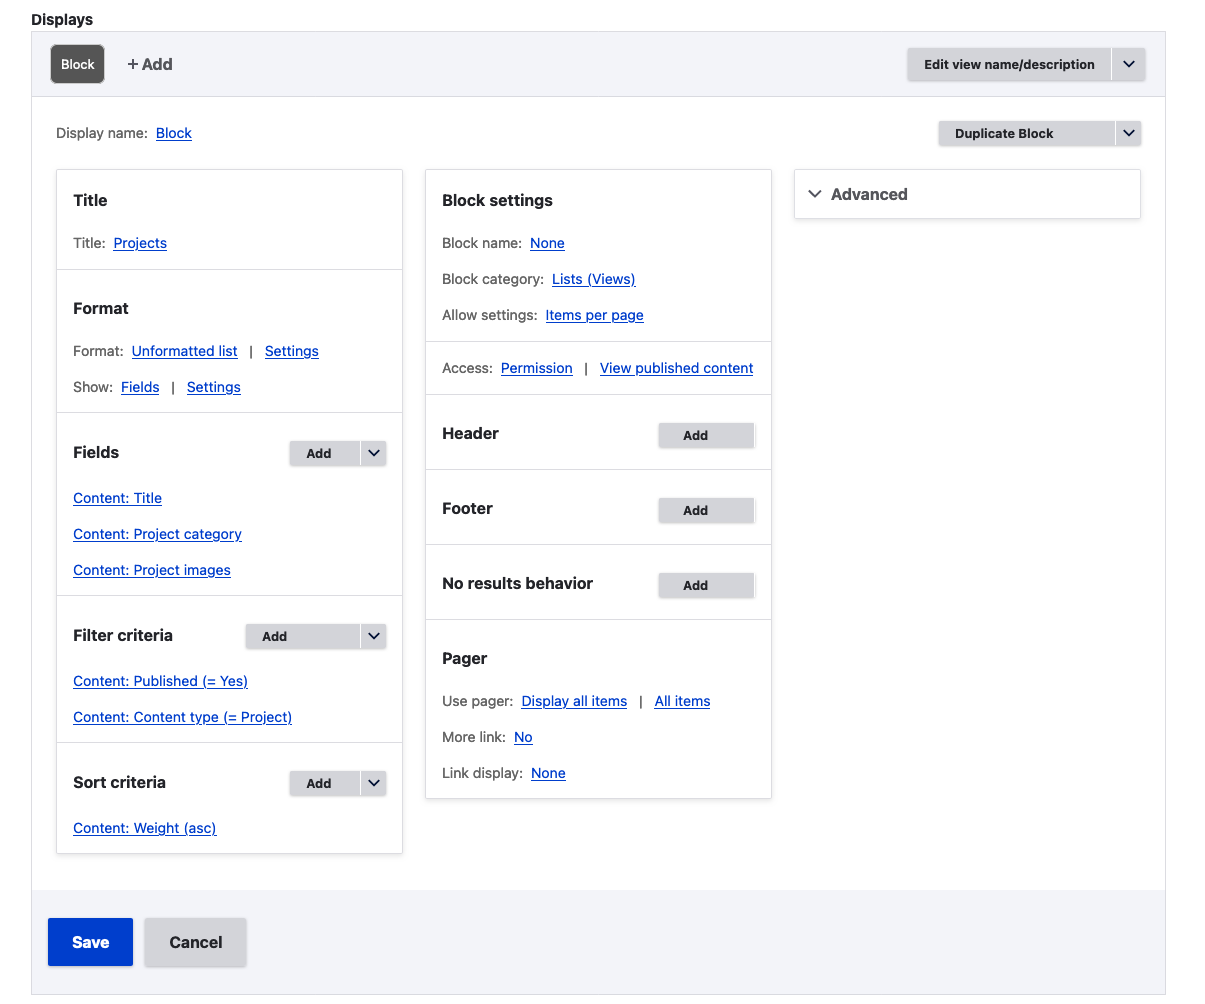 Displays
Block
+ Add
Edit view name/description
Display name: Block
Duplicate Block
Title
Title: Projects
Format
Format: Unformatted list | Settings
Show: Fields | Settings
Fields
Add
Content: Title
Content: Project category
Content: Project images
Filter criteria
Add
Content: Published (= Yes)
Content: Content type (= Project)
Sort criteria
Add
Content: Weight (asc)
Block settings
Block name: None
Block category: Lists (Views)
Allow settings: Items per page
Access: Permission | View published content
Header
Add
Footer
Add
No results behavior
Add
Pager
Use pager: Display all items | All items
More link: No
Link display: None
Advanced
Save
Cancel